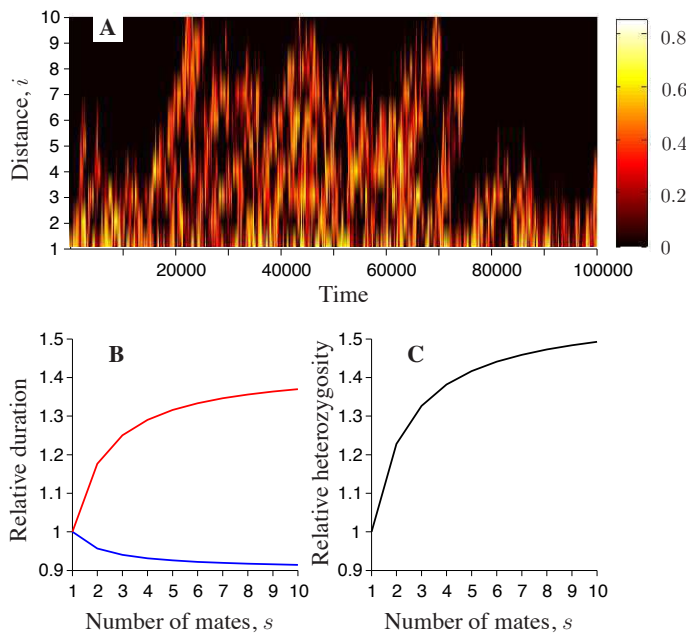 A
Distance, i
10
9
8
7
6
5
4
3
2
1
20000 40000 60000 80000 100000
Time
0.8
0.6
0.4
0.2
0
B
Relative duration
1.5
1.4
1.3
1.2
1.1
1
0.9
1 2 3 4 5 6 7 8 9 10
Number of mates, s
C
Relative heterozygosity
1.5
1.4
1.3
1.2
1.1
1
0.9
1 2 3 4 5 6 7 8 9 10
Number of mates, s